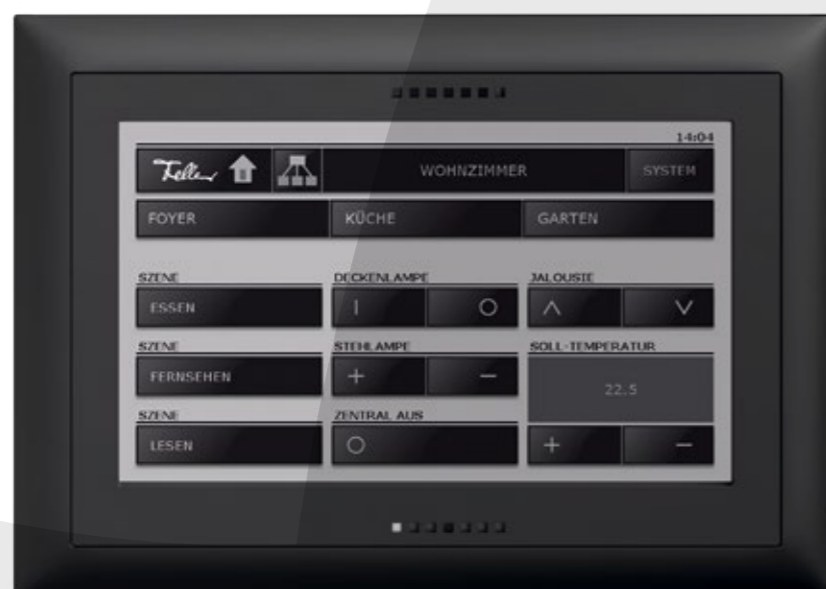 14:04
Feller WOHNZIMMER SYSTEM
FOYER KÜCHE GARTEN
SZENE DECKENLAMPE JALOUSIE
ESSEN I O ∧ ∨
SZENE STEHLAMPE SOLL-TEMPERATUR
FERNSEHEN + −
22.5
SZENE ZENTRAL AUS
LESEN O + −